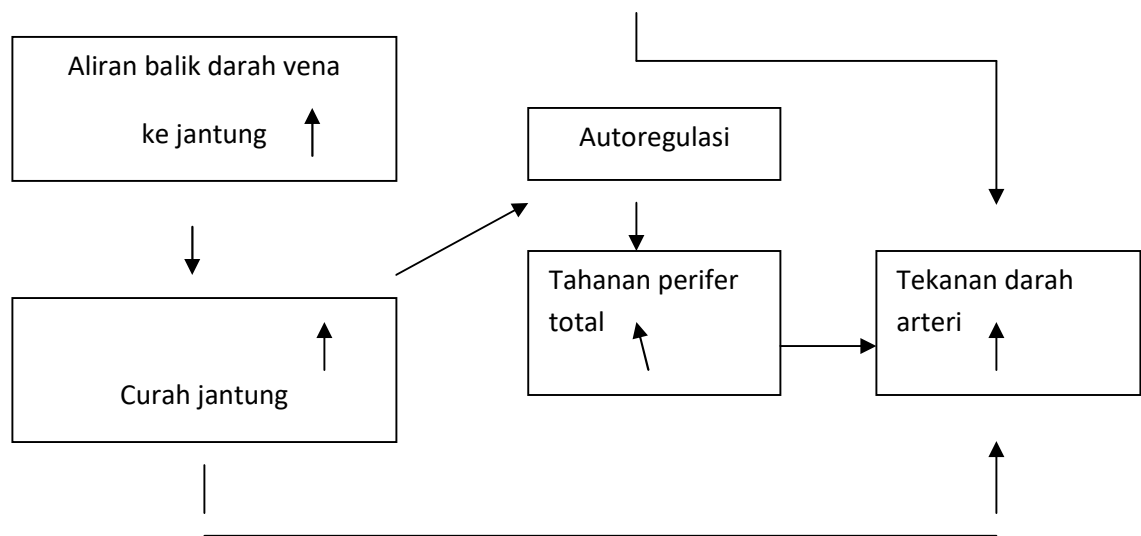 Aliran balik darah vena
ke jantung
Autoregulasi
Tahanan perifer
total
Tekanan darah
arteri
Curah jantung